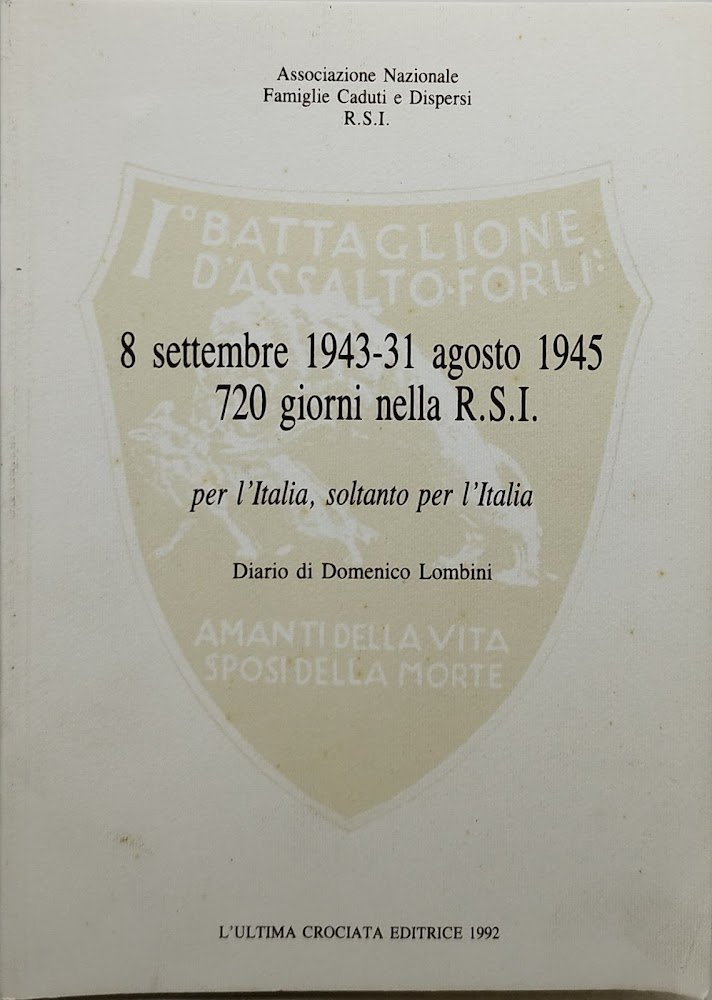 Associazione Nazionale
Famiglie Caduti e Dispersi
R.S.I.
I° BATTAGLIONE
D'ASSALTO·FORLI:
8 settembre 1943-31 agosto 1945
720 giorni nella R.S.I.
per l'Italia, soltanto per l'Italia
Diario di Domenico Lombini
AMANTI DELLA VITA
SPOSI DELLA MORTE
L'ULTIMA CROCIATA EDITRICE 1992